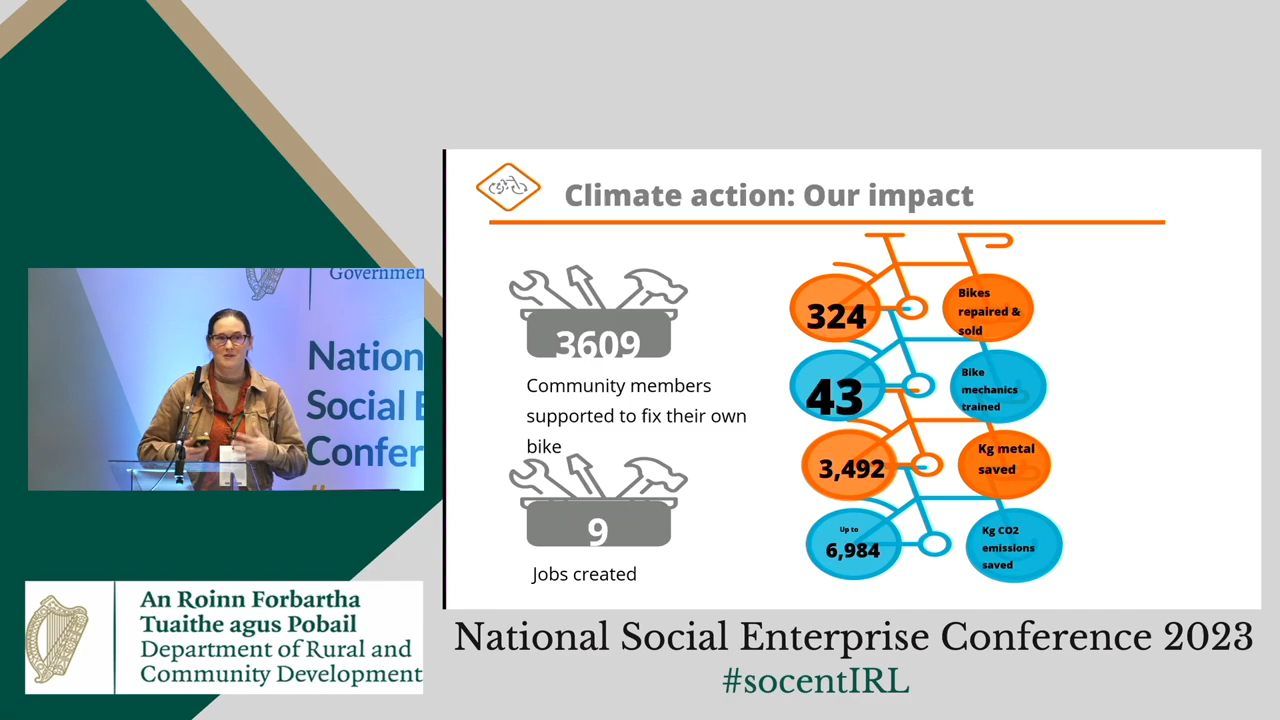 Governmen
Nation
Social E
Confer
An Roinn Forbartha
Tuaithe agus Pobail
Department of Rural and
Community Development
Climate action: Our impact
3609
Community members
supported to fix their own
bike
9
Jobs created
324
Bikes
repaired &
sold
43
Bike
mechanics
trained
3,492
Kg metal
saved
Up to
6,984
Kg CO2
emissions
saved
National Social Enterprise Conference 2023
#socentIRL